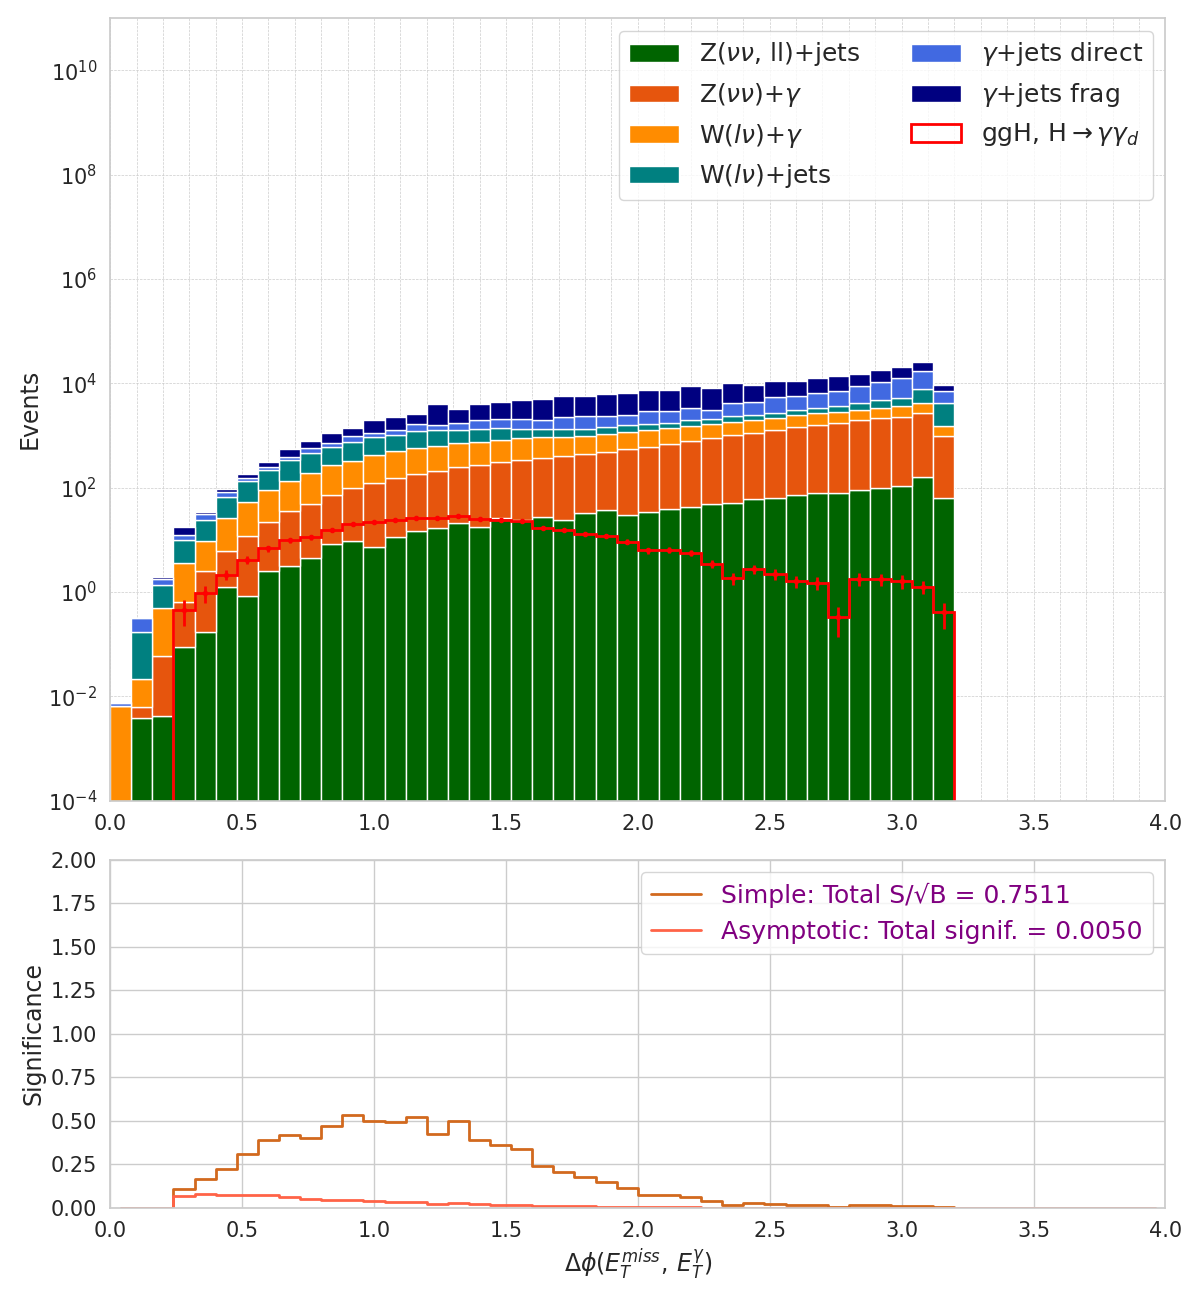 Z(νν, ll)+jets
Z(νν)+γ
W(lν)+γ
W(lν)+jets
γ+jets direct
γ+jets frag
ggH, H→γγ_d
Events
10^10
10^8
10^6
10^4
10^2
10^0
10^−2
10^−4
0.0 0.5 1.0 1.5 2.0 2.5 3.0 3.5 4.0
Simple: Total S/√B = 0.7511
Asymptotic: Total signif. = 0.0050
Significance
2.00
1.75
1.50
1.25
1.00
0.75
0.50
0.25
0.00
0.0 0.5 1.0 1.5 2.0 2.5 3.0 3.5 4.0
Δϕ(E_T^miss, E_T^γ)